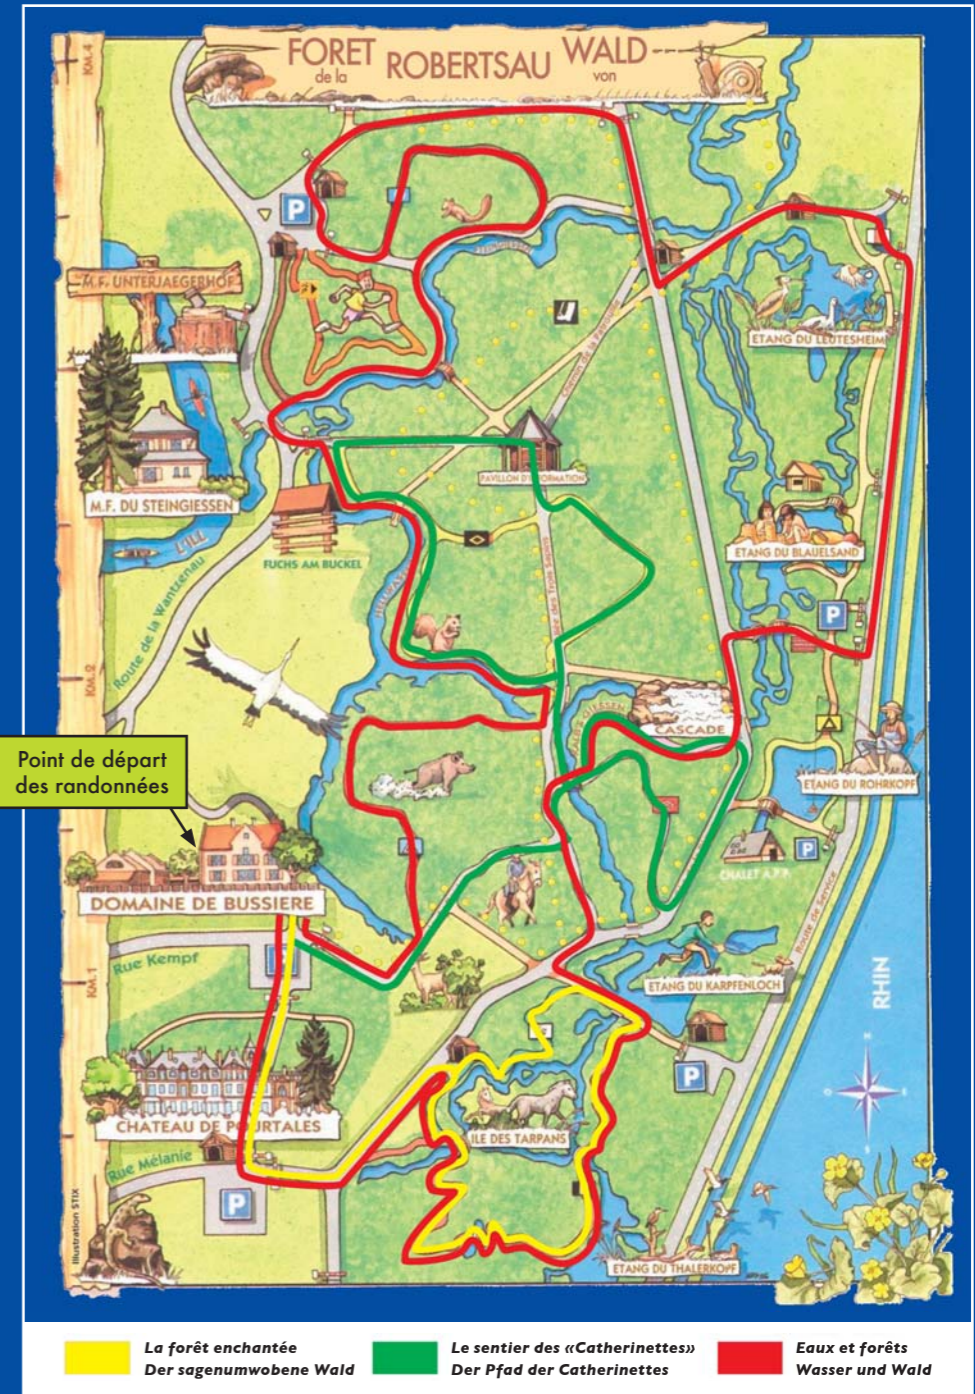 KM.4
FORET WALD
de la ROBERTSAU von
P
M.F. UNTERJAEGERHOF
ETANG DU LEUTESHEIM
PAVILLON D'INFORMATION
M.F. DU STEINGIESSEN
L'ILL
FUCHS AM BUCKEL
ETANG DU BLAUELSAND
Route de la Wantzenau
P
KM.2
CASCADE
Point de départ
des randonnées
ETANG DU ROHRKOPF
CHALET A.P.P.
P
DOMAINE DE BUSSIERE
Route de Service
Rue Kempf
KM.1
ETANG DU KARPFENLOCH
RHIN
P
CHATEAU DE POURTALES
ILE DES TARPANS
Rue Mélanie
P
Illustration STIX
ETANG DU THALERKOPF
La forêt enchantée
Der sagenumwobene Wald
Le sentier des «Catherinettes»
Der Pfad der Catherinettes
Eaux et forêts
Wasser und Wald